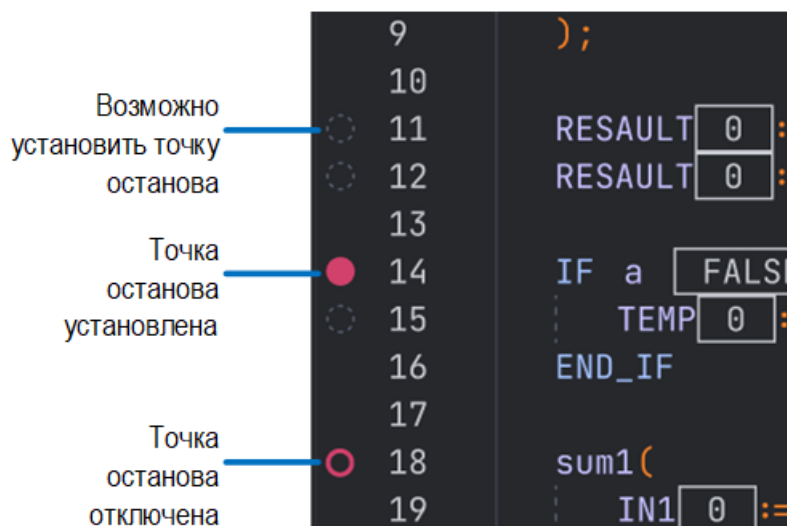 Возможно
установить точку
останова
Точка
останова
установлена
Точка
останова
отключена
9 );
10
11 RESAULT 0 :
12 RESAULT 0 :
13
14 IF a FALSE
15 TEMP 0 :
16 END_IF
17
18 sum1(
19 IN1 0 :=